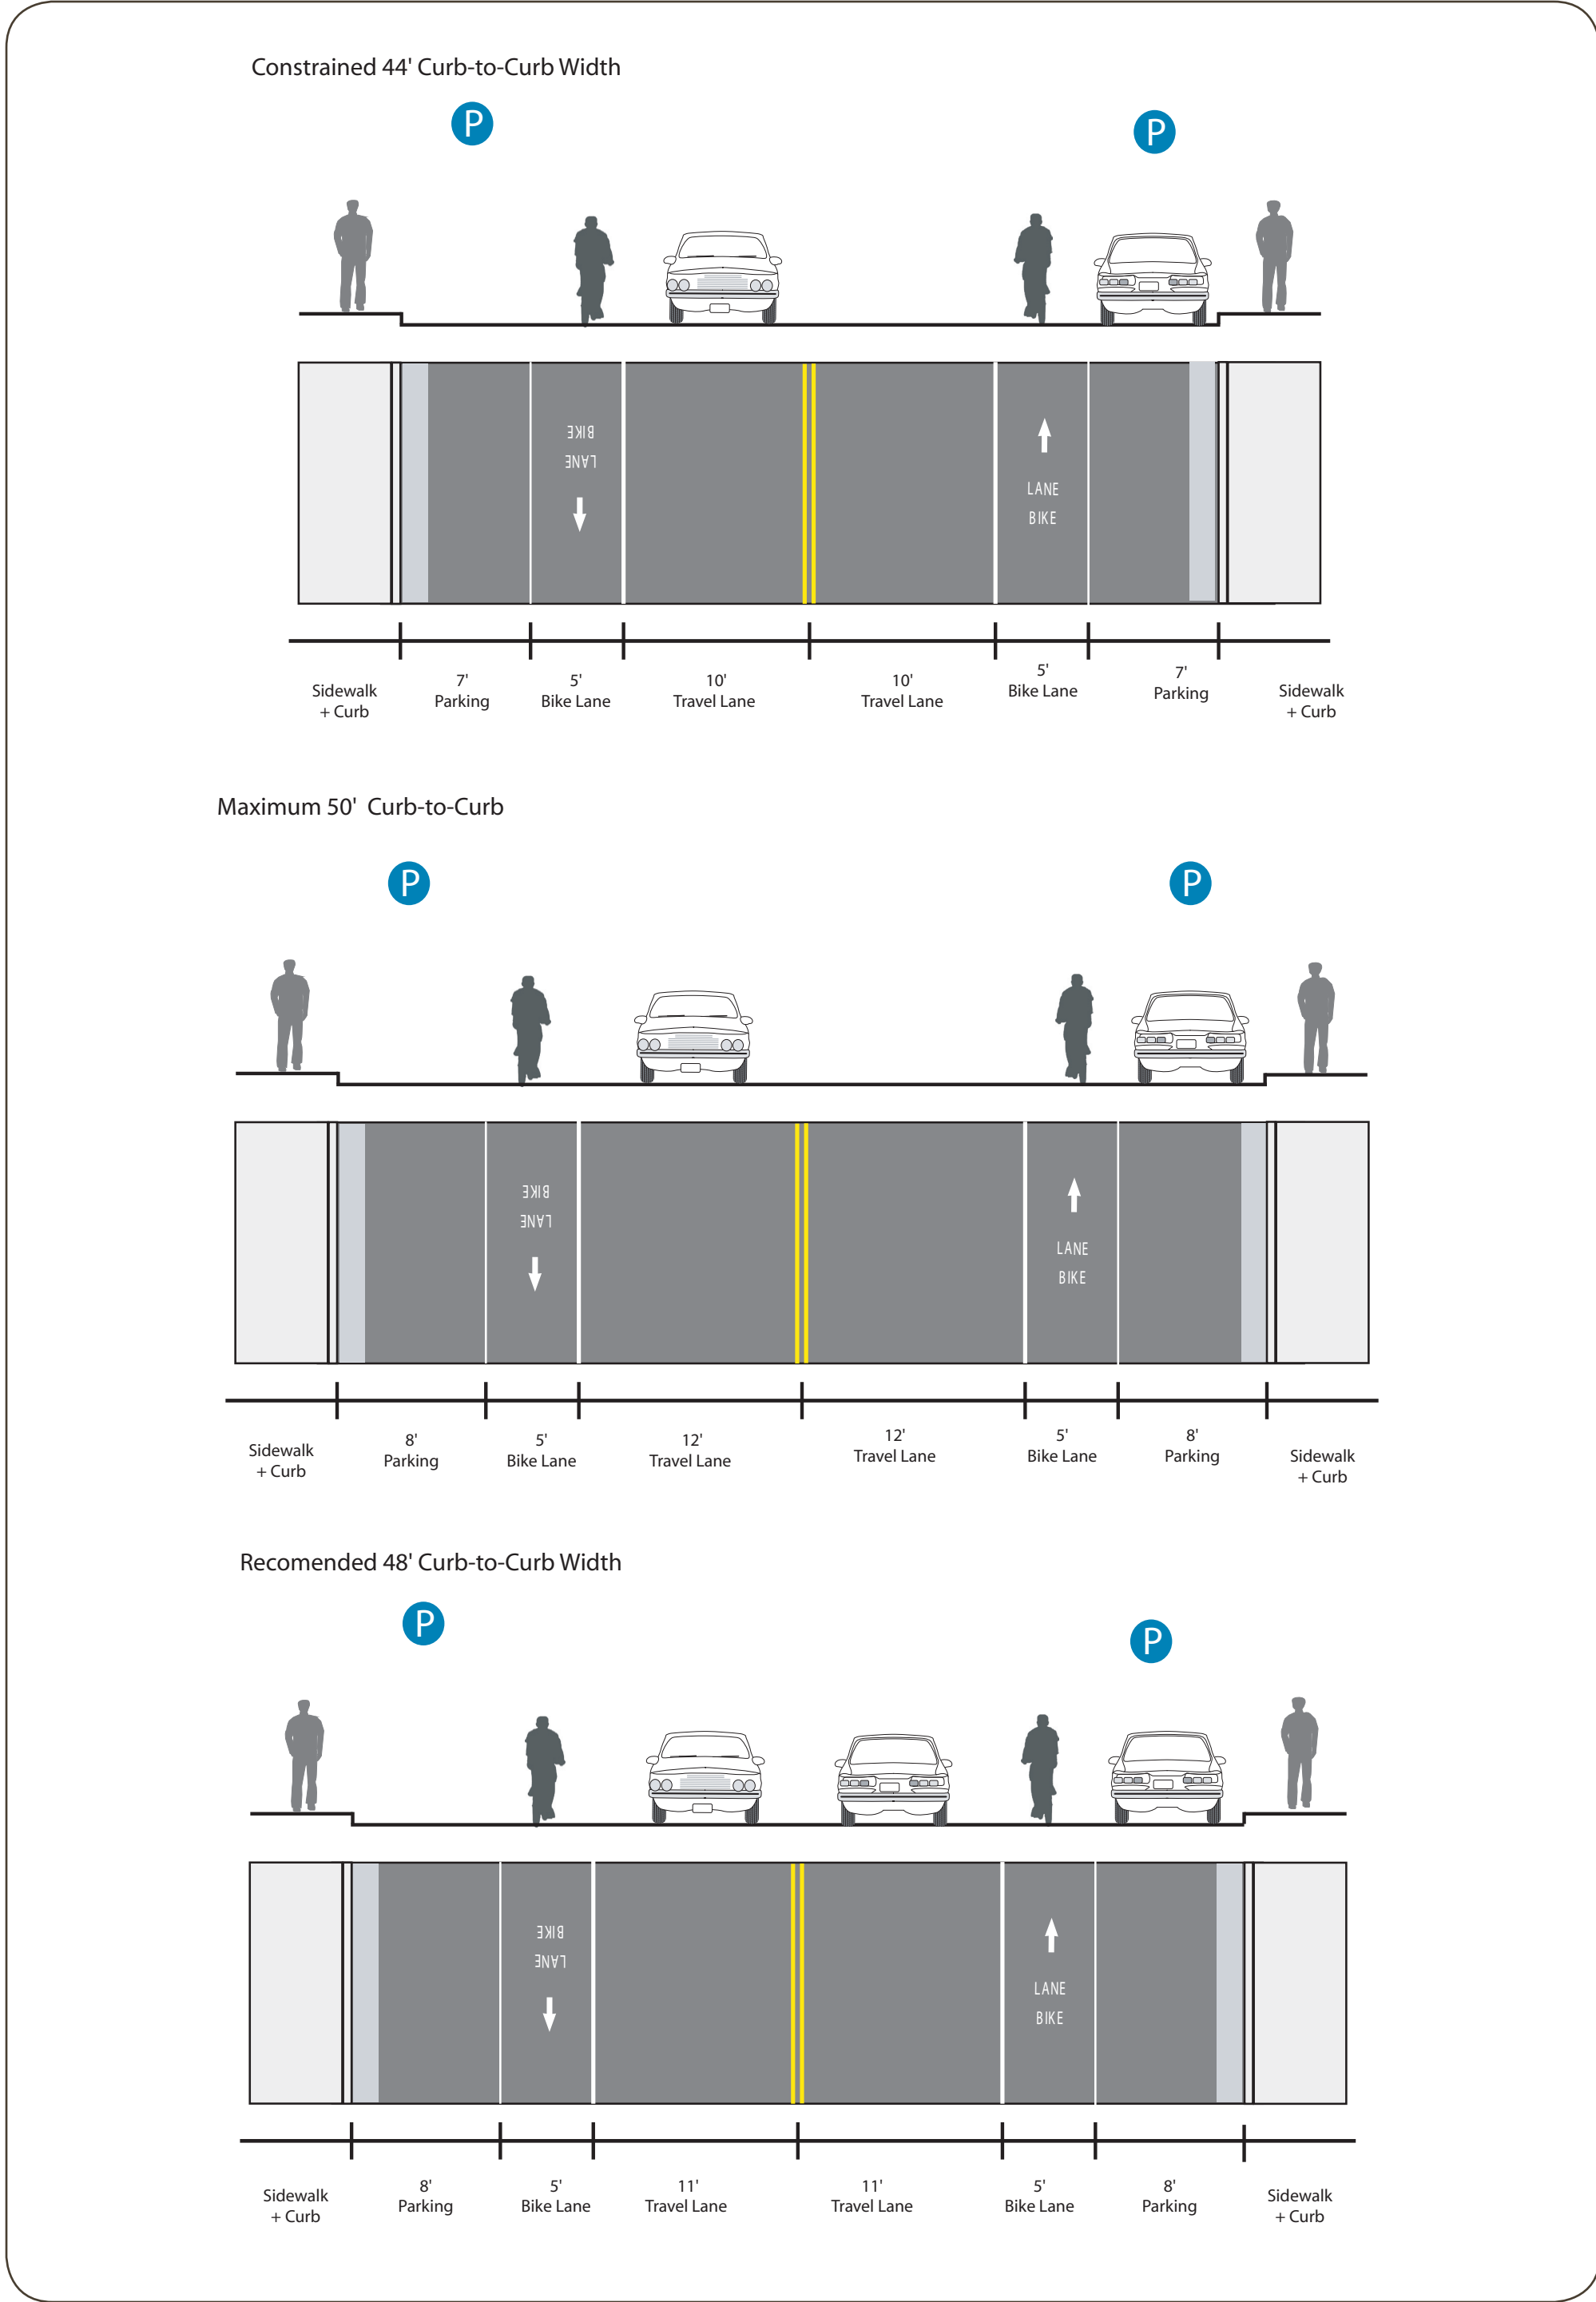 Constrained 44' Curb-to-Curb Width
P
P
BIKE
LANE
LANE
BIKE
Sidewalk
+ Curb
7'
Parking
5'
Bike Lane
10'
Travel Lane
10'
Travel Lane
5'
Bike Lane
7'
Parking
Sidewalk
+ Curb
Maximum 50' Curb-to-Curb
P
P
BIKE
LANE
LANE
BIKE
Sidewalk
+ Curb
8'
Parking
5'
Bike Lane
12'
Travel Lane
12'
Travel Lane
5'
Bike Lane
8'
Parking
Sidewalk
+ Curb
Recomended 48' Curb-to-Curb Width
P
P
BIKE
LANE
LANE
BIKE
Sidewalk
+ Curb
8'
Parking
5'
Bike Lane
11'
Travel Lane
11'
Travel Lane
5'
Bike Lane
8'
Parking
Sidewalk
+ Curb